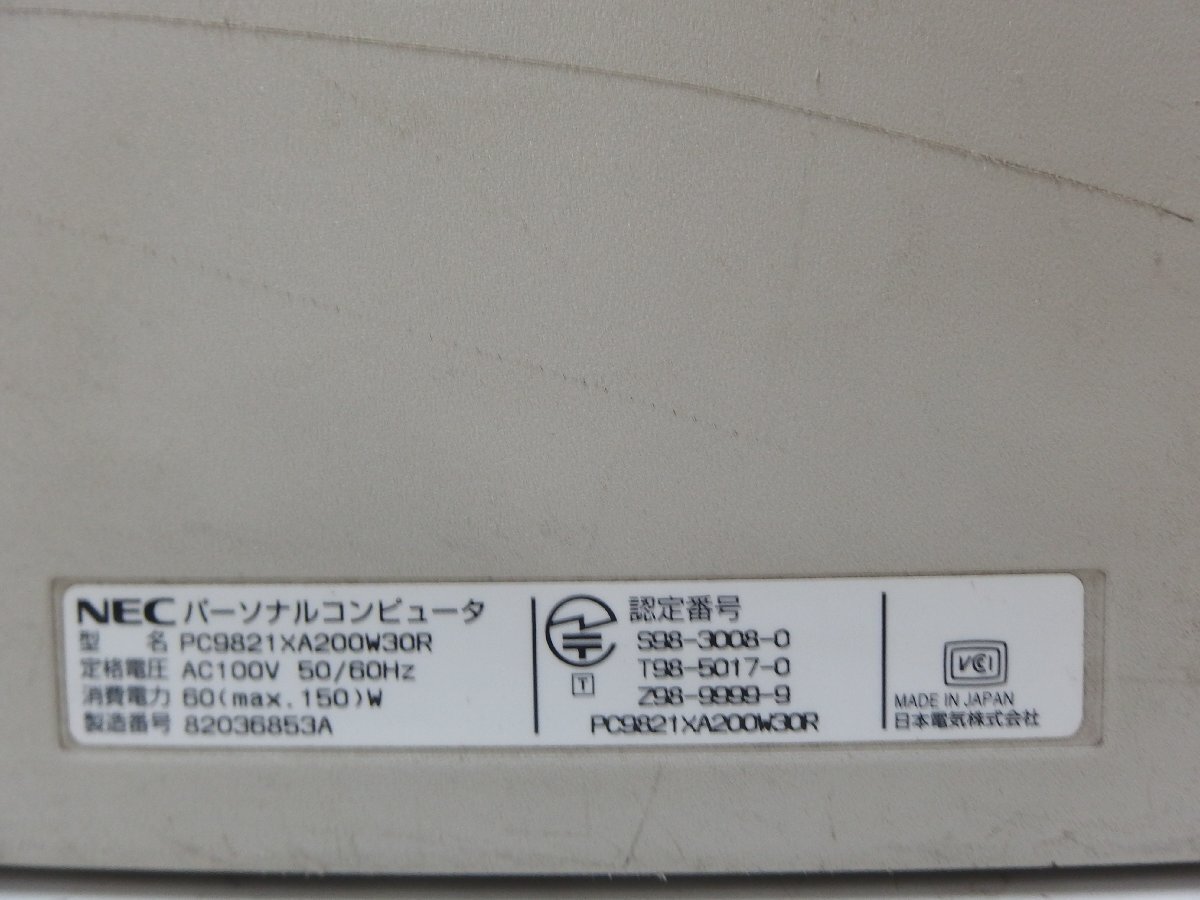 NEC パーソナルコンピュータ
型 名 PC9821XA200W30R
定格電圧 AC100V 50/60Hz
消費電力 60(max.150)W
製造番号 82036853A
T
認定番号
S98-3008-0
T98-5017-0
Z98-9999-9
PC9821XA200W30R
VCI
MADE IN JAPAN
日本電気株式会社